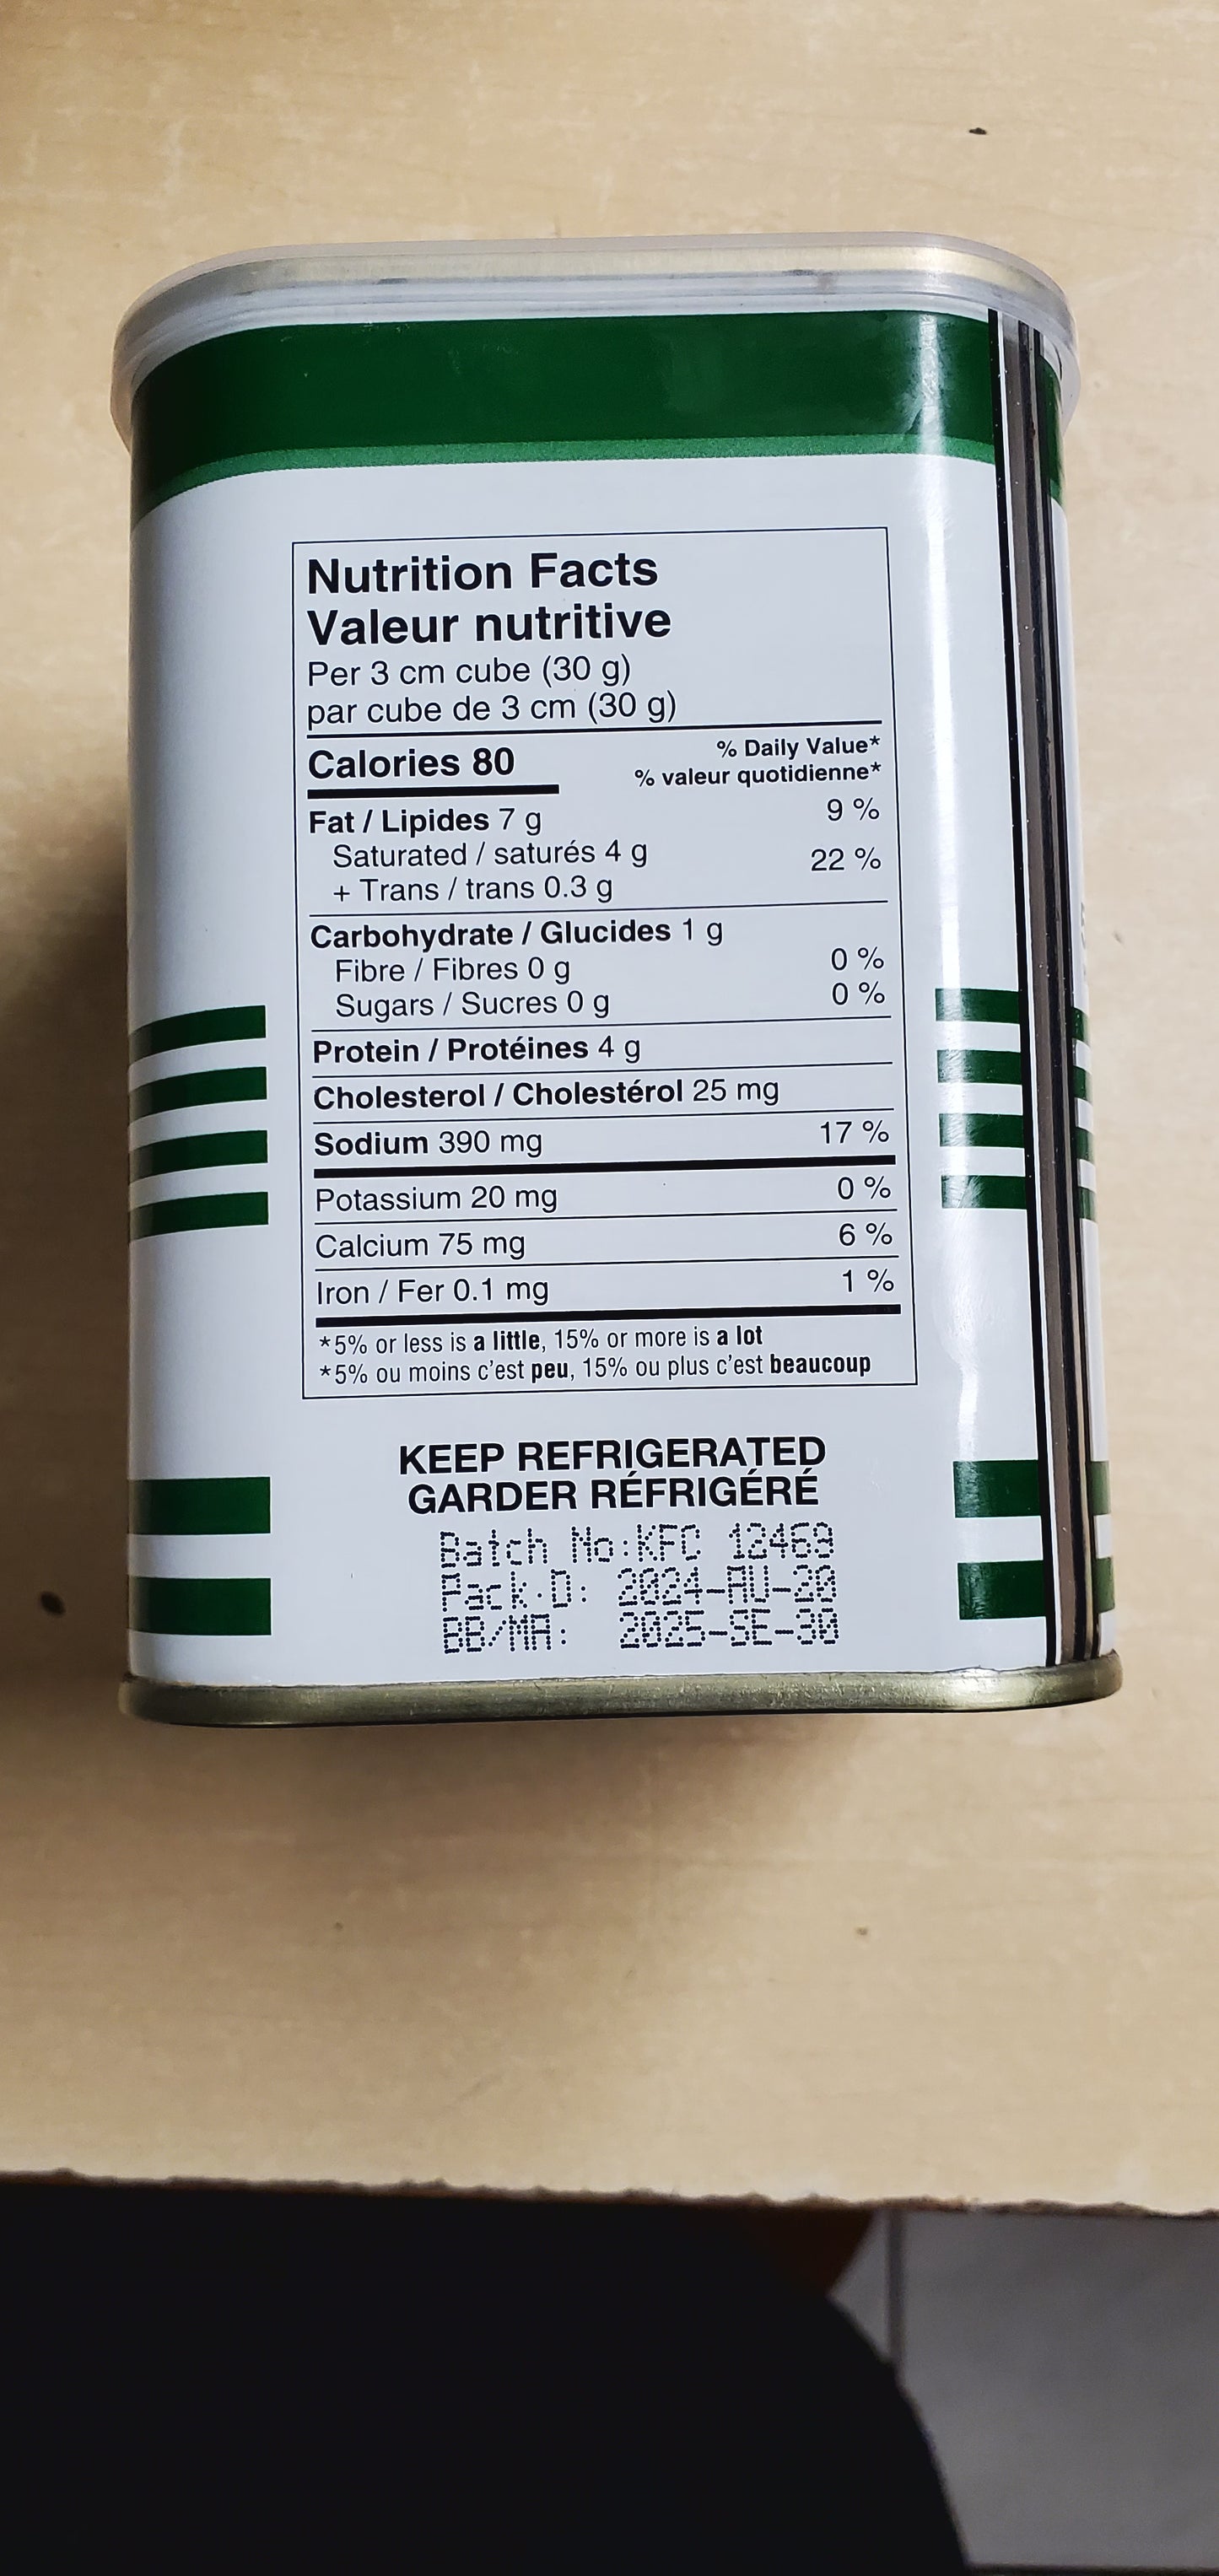 Nutrition Facts
Valeur nutritive
Per 3 cm cube (30 g)
par cube de 3 cm (30 g)
Calories 80
% Daily Value*
% valeur quotidienne*
Fat / Lipides 7 g 9 %
Saturated / saturés 4 g
+ Trans / trans 0.3 g 22 %
Carbohydrate / Glucides 1 g
Fibre / Fibres 0 g 0 %
Sugars / Sucres 0 g 0 %
Protein / Protéines 4 g
Cholesterol / Cholestérol 25 mg
Sodium 390 mg 17 %
Potassium 20 mg 0 %
Calcium 75 mg 6 %
Iron / Fer 0.1 mg 1 %
*5% or less is a little, 15% or more is a lot
*5% ou moins c'est peu, 15% ou plus c'est beaucoup
KEEP REFRIGERATED
GARDER RÉFRIGÉRÉ
Batch No:KFC 12469
Pack.D: 2024-AU-20
BB/MA: 2025-SE-30